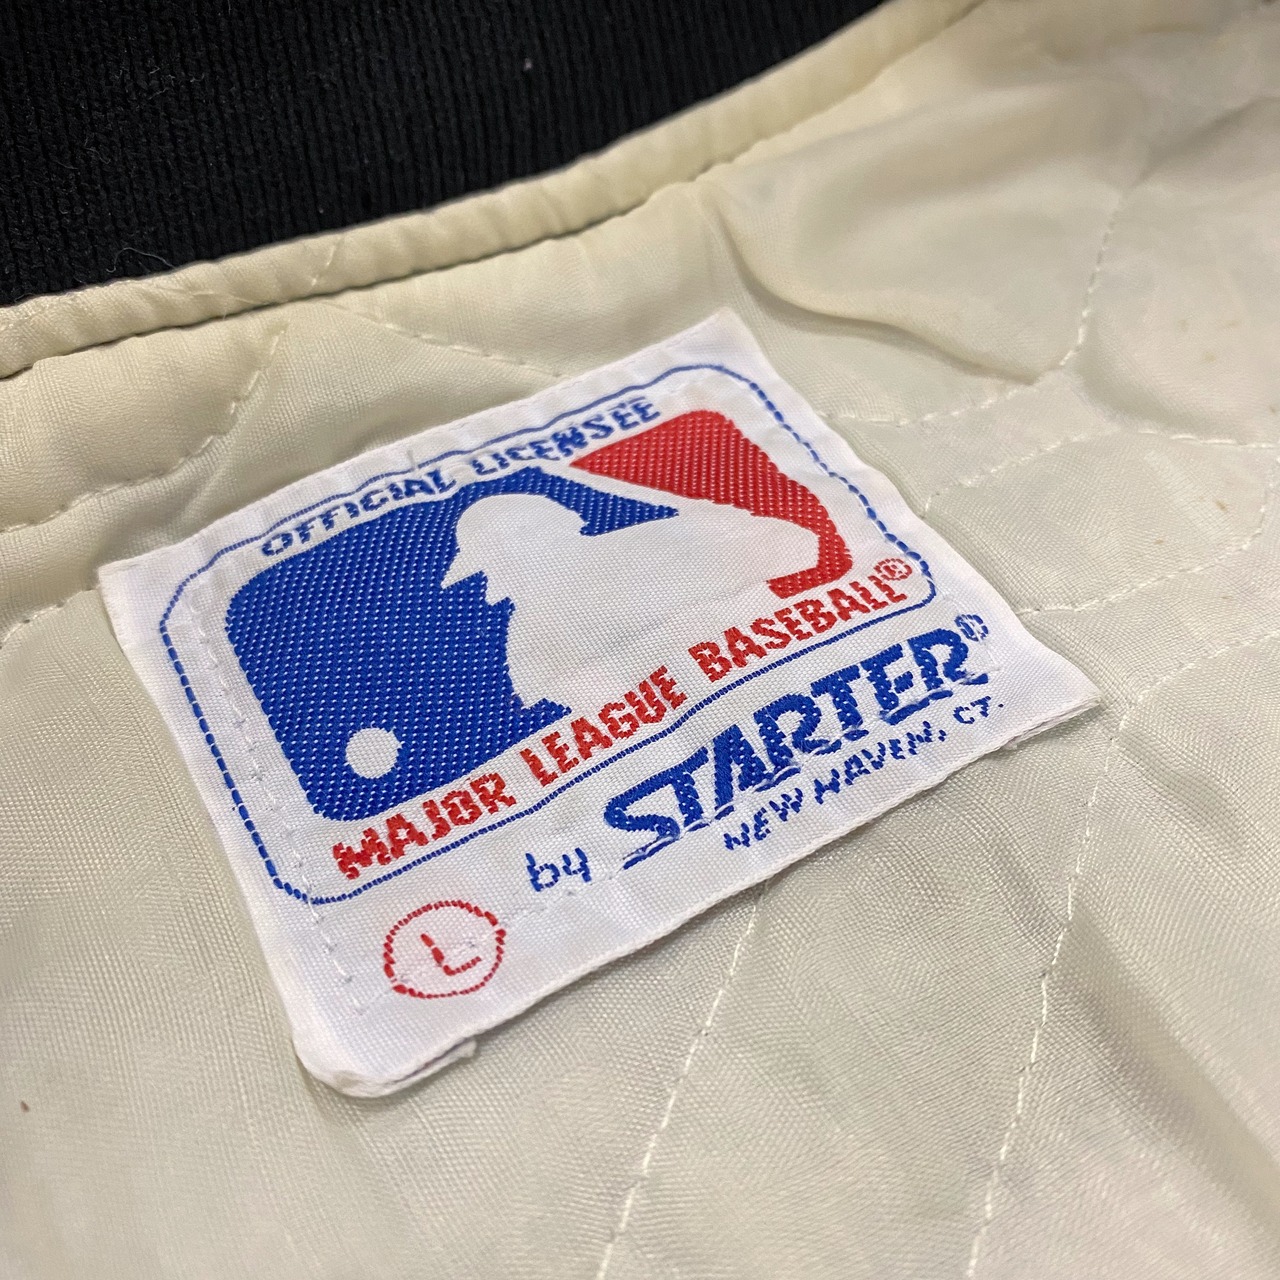 OFFICIAL LICENSEE
MAJOR LEAGUE BASEBALL®
by STARTER®
NEW HAVEN, CT.
L